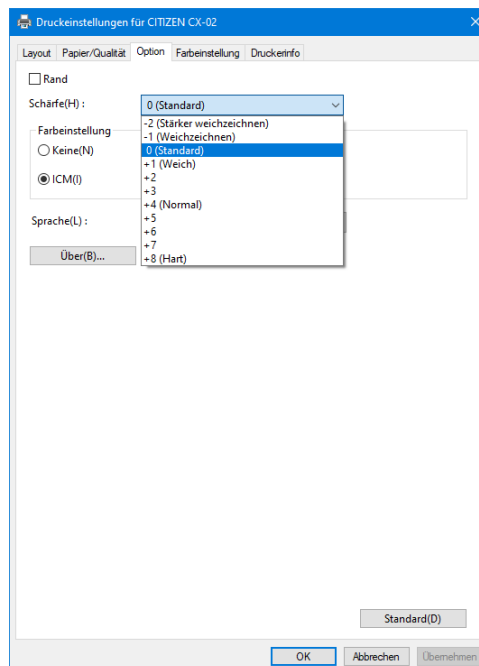 Druckeinstellungen für CITIZEN CX-02
Layout Papier/Qualität Option Farbeinstellung Druckerinfo
Rand
Schärfe(H) : 0 (Standard)
-2 (Stärker weichzeichnen)
-1 (Weichzeichnen)
0 (Standard)
+1 (Weich)
+2
+3
+4 (Normal)
+5
+6
+7
+8 (Hart)
Farbeinstellung
Keine(N)
ICM(I)
Sprache(L) :
Über(B)...
Standard(D)
OK Abbrechen Übernehmen